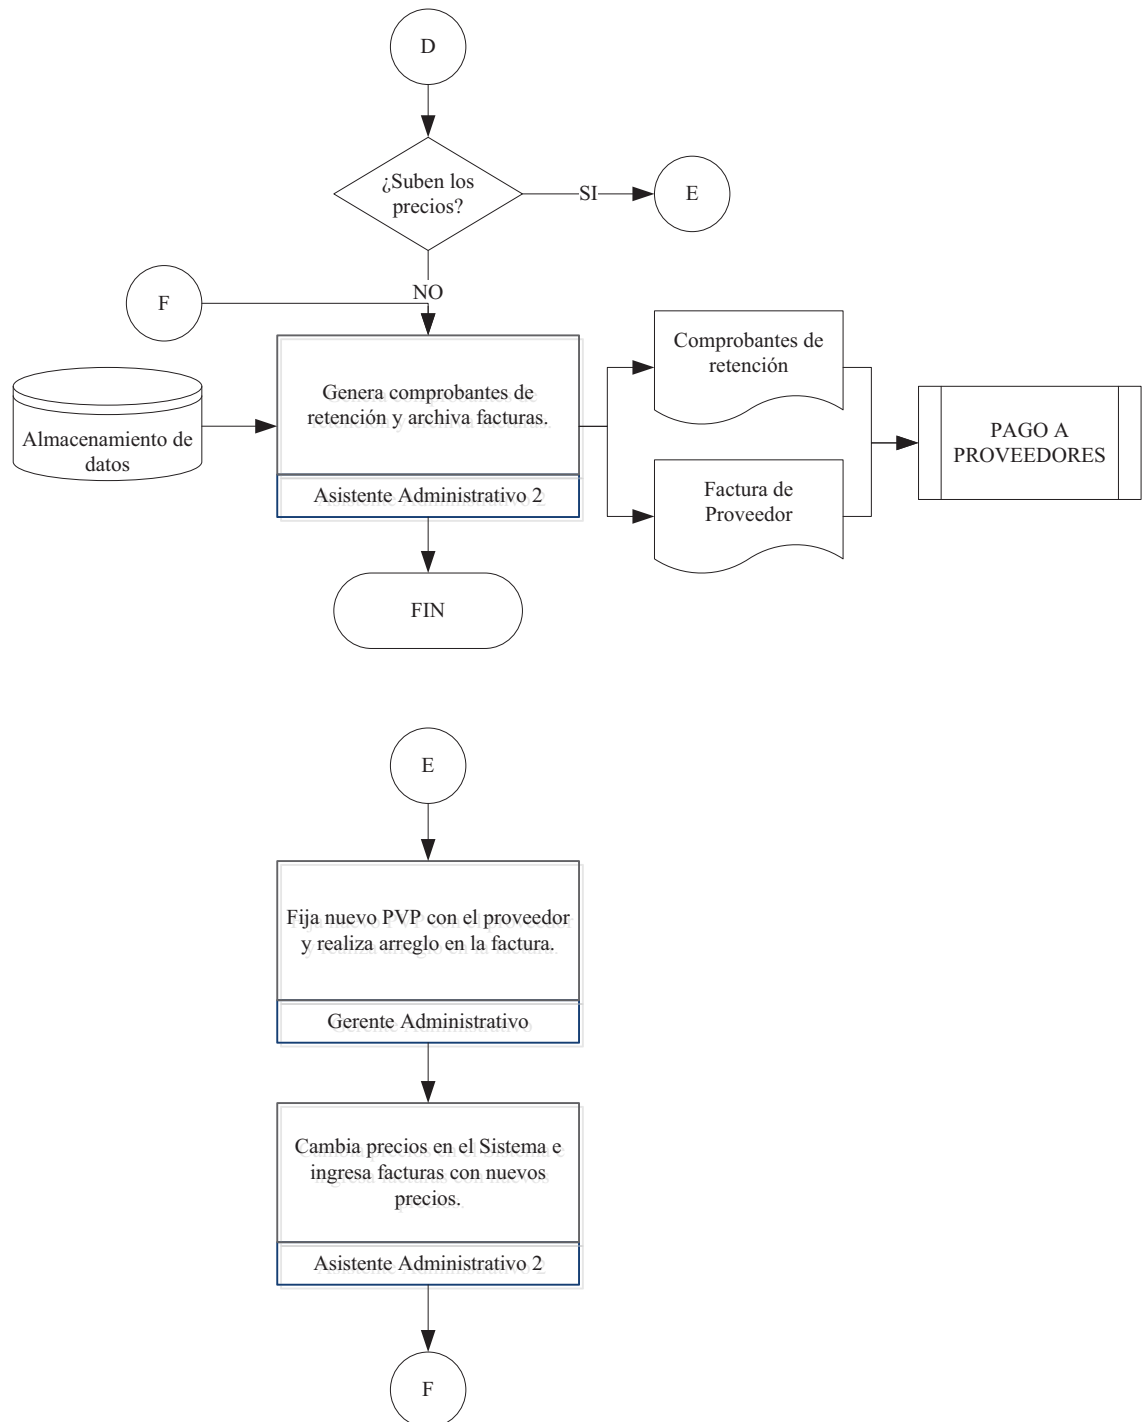 D
¿Suben los
precios?
SI
E
NO
F
Genera comprobantes de
retención y archiva facturas.
Asistente Administrativo 2
Almacenamiento de
datos
Comprobantes de
retención
Factura de
Proveedor
PAGO A
PROVEEDORES
FIN
E
Fija nuevo PVP con el proveedor
y realiza arreglo en la factura.
Gerente Administrativo
Cambia precios en el Sistema e
ingresa facturas con nuevos
precios.
Asistente Administrativo 2
F